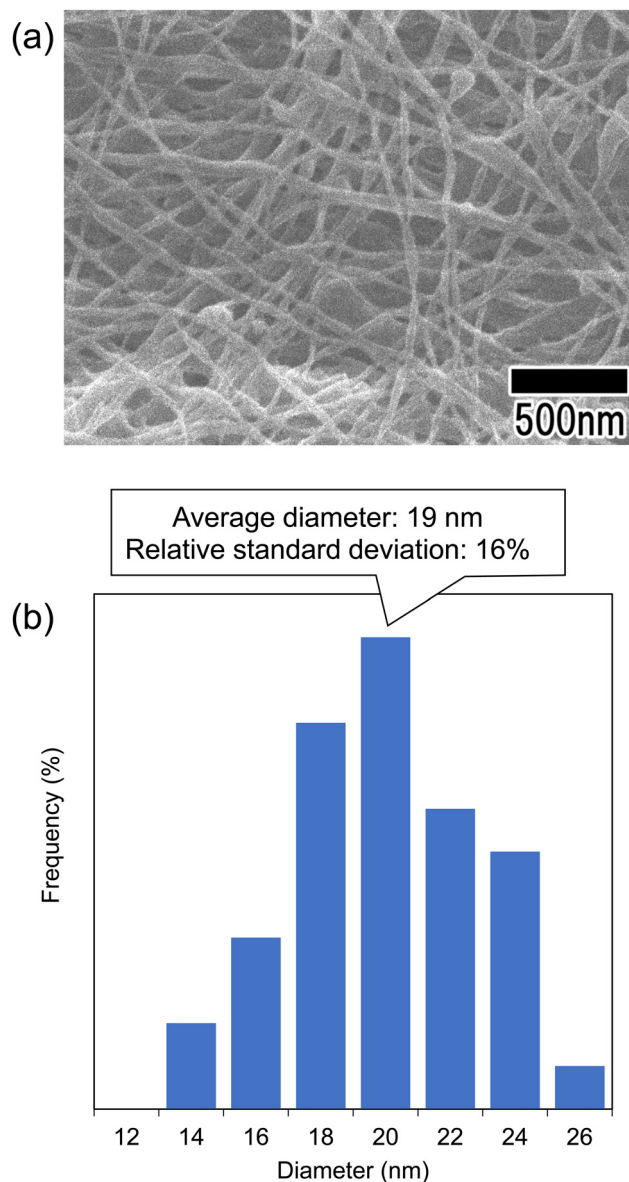 (a)
500nm
Average diameter: 19 nm
Relative standard deviation: 16%
(b)
Frequency (%)
12 14 16 18 20 22 24 26
Diameter (nm)